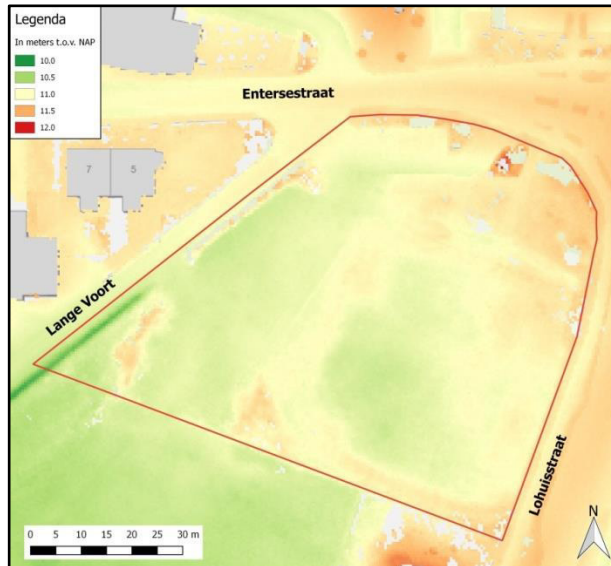 Legenda
In meters t.o.v. NAP
10.0
10.5
11.0
11.5
12.0
Entersestraat
7 5
Lange Voort
Lohuisstraat
0 5 10 15 20 25 30 m
N